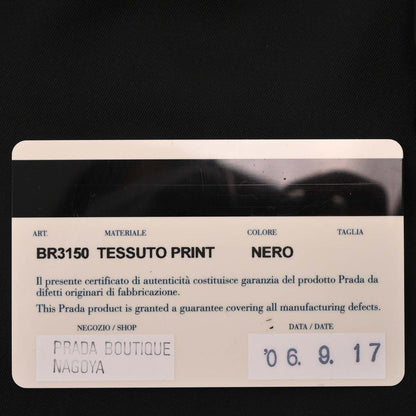 ART. MATERIALE COLORE TAGLIA
BR3150 TESSUTO PRINT NERO
Il presente certificato di autenticità costituisce garanzia del prodotto Prada da
difetti originari di fabbricazione.
This Prada product is granted a guarantee covering all manufacturing defects.
NEGOZIO / SHOP DATA / DATE
PRADA BOUTIQUE
NAGOYA
'06. 9. 17